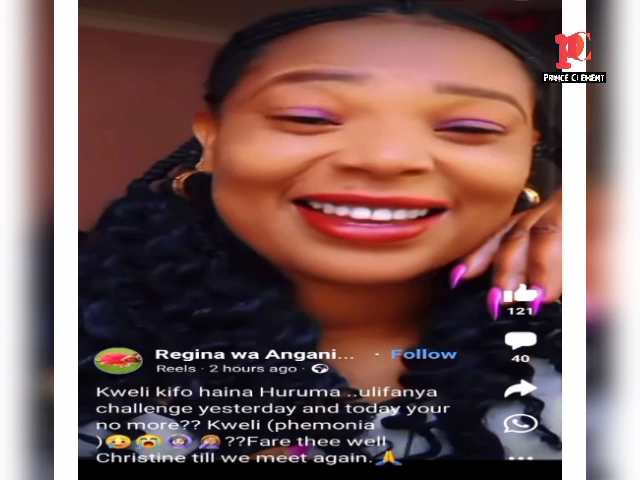 PC
PRINCE CLEMENT
121
40
Regina wa Angani... · Follow
Reels · 2 hours ago ·
Kweli kifo haina Huruma ..ulifanya
challenge yesterday and today your
no more?? Kweli (phemonia
)😥😭🤦🏽‍♀️🤦🏽??Fare thee well
Christine till we meet again.🙏